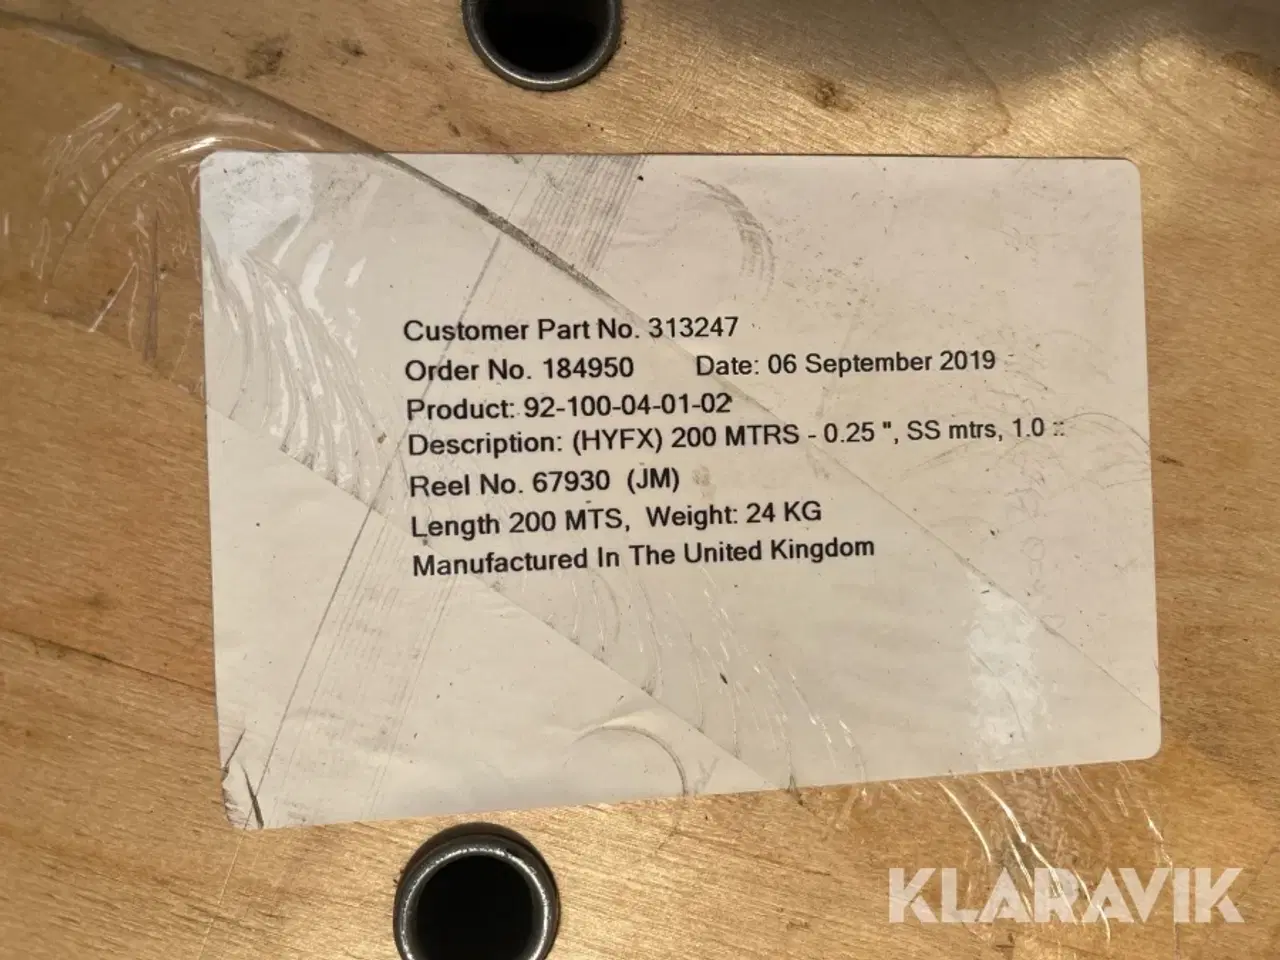 Customer Part No. 313247
Order No. 184950 Date: 06 September 2019
Product: 92-100-04-01-02
Description: (HYFX) 200 MTRS - 0.25 ", SS mtrs, 1.0 ::
Reel No. 67930 (JM)
Length 200 MTS, Weight: 24 KG
Manufactured In The United Kingdom
KLARAVIK